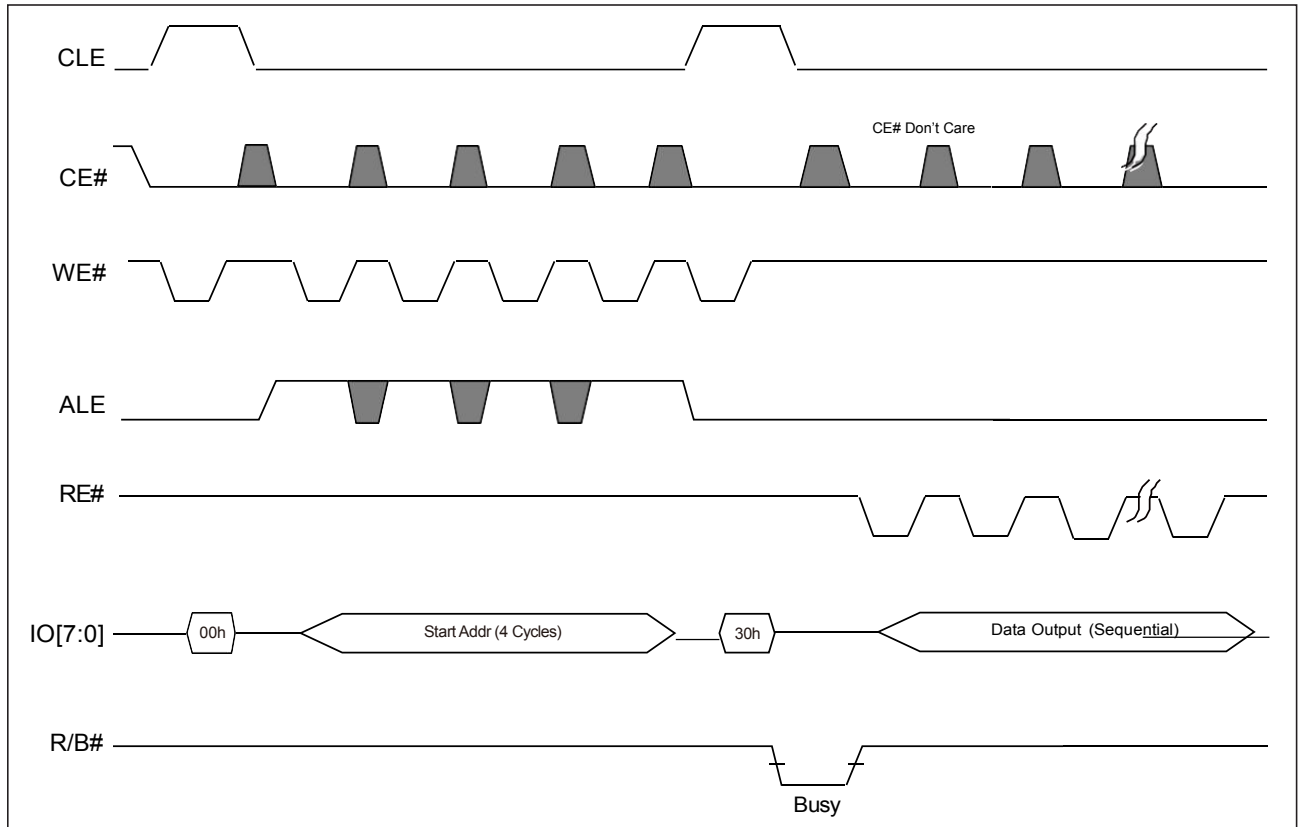 CLE
CE# Don't Care
CE#
WE#
ALE
RE#
IO[7:0]
00h
Start Addr (4 Cycles)
30h
Data Output (Sequential)
R/B#
Busy